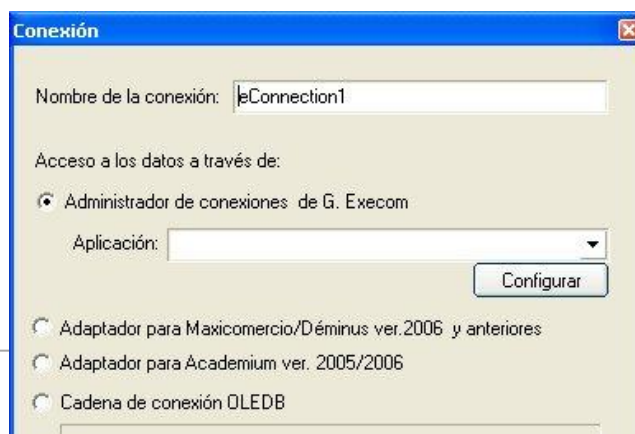 Conexión
Nombre de la conexión: eConnection1
Acceso a los datos a través de:
Administrador de conexiones de G. Execom
Aplicación:
Configurar
Adaptador para Maxicomercio/Déminus ver.2006 y anteriores
Adaptador para Academium ver. 2005/2006
Cadena de conexión OLEDB